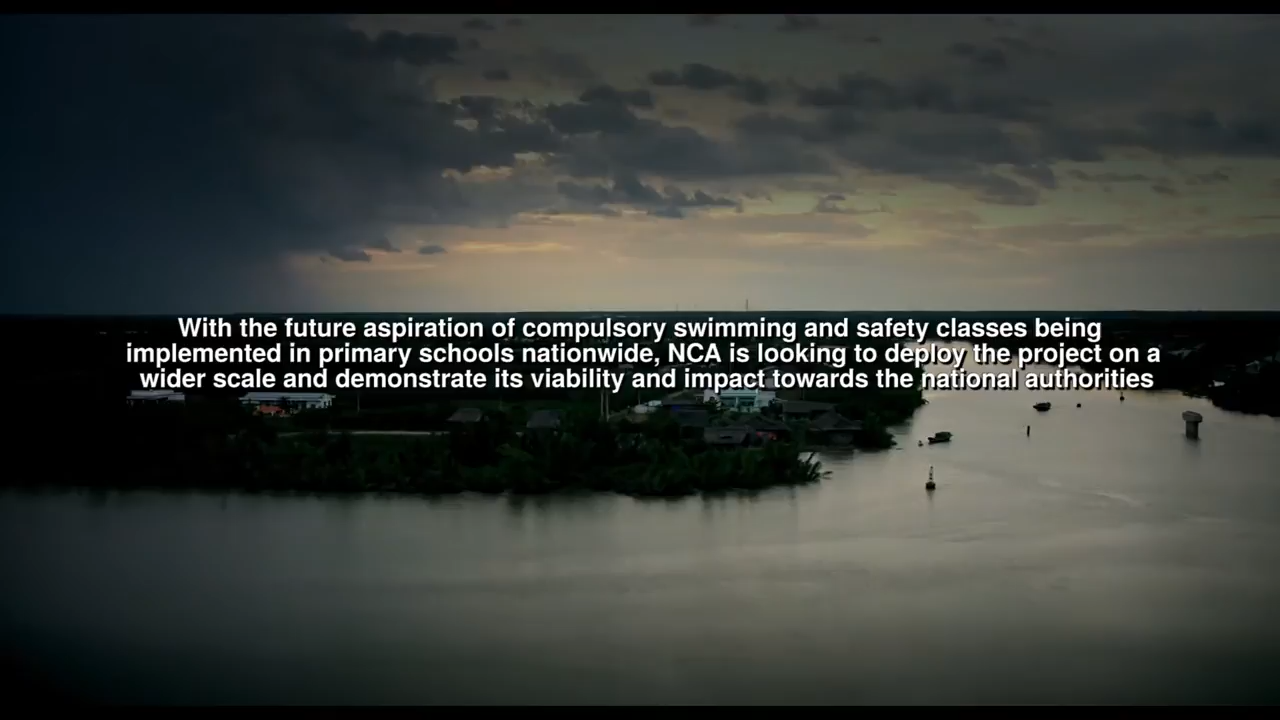 With the future aspiration of compulsory swimming and safety classes being
implemented in primary schools nationwide, NCA is looking to deploy the project on a
wider scale and demonstrate its viability and impact towards the national authorities